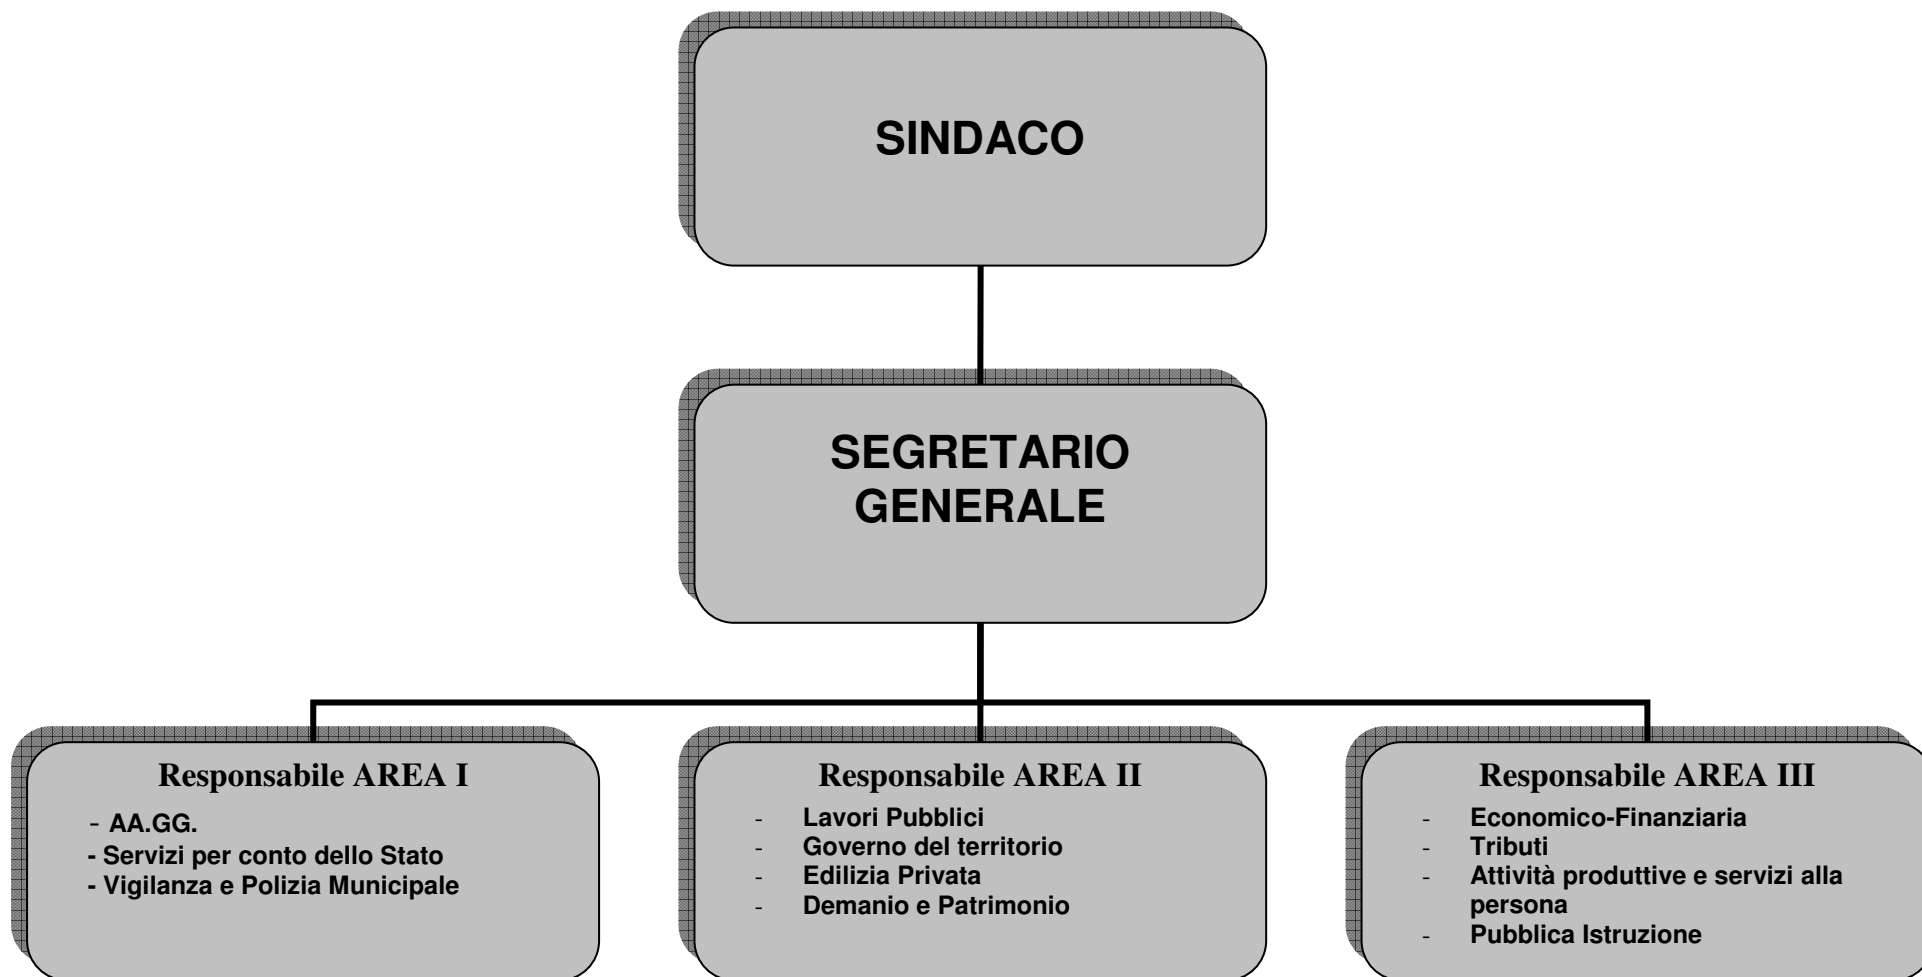 SINDACO
SEGRETARIO
GENERALE
Responsabile AREA I
- AA.GG.
- Servizi per conto dello Stato
- Vigilanza e Polizia Municipale
Responsabile AREA II
- Lavori Pubblici
- Governo del territorio
- Edilizia Privata
- Demanio e Patrimonio
Responsabile AREA III
- Economico-Finanziaria
- Tributi
- Attività produttive e servizi alla
persona
- Pubblica Istruzione